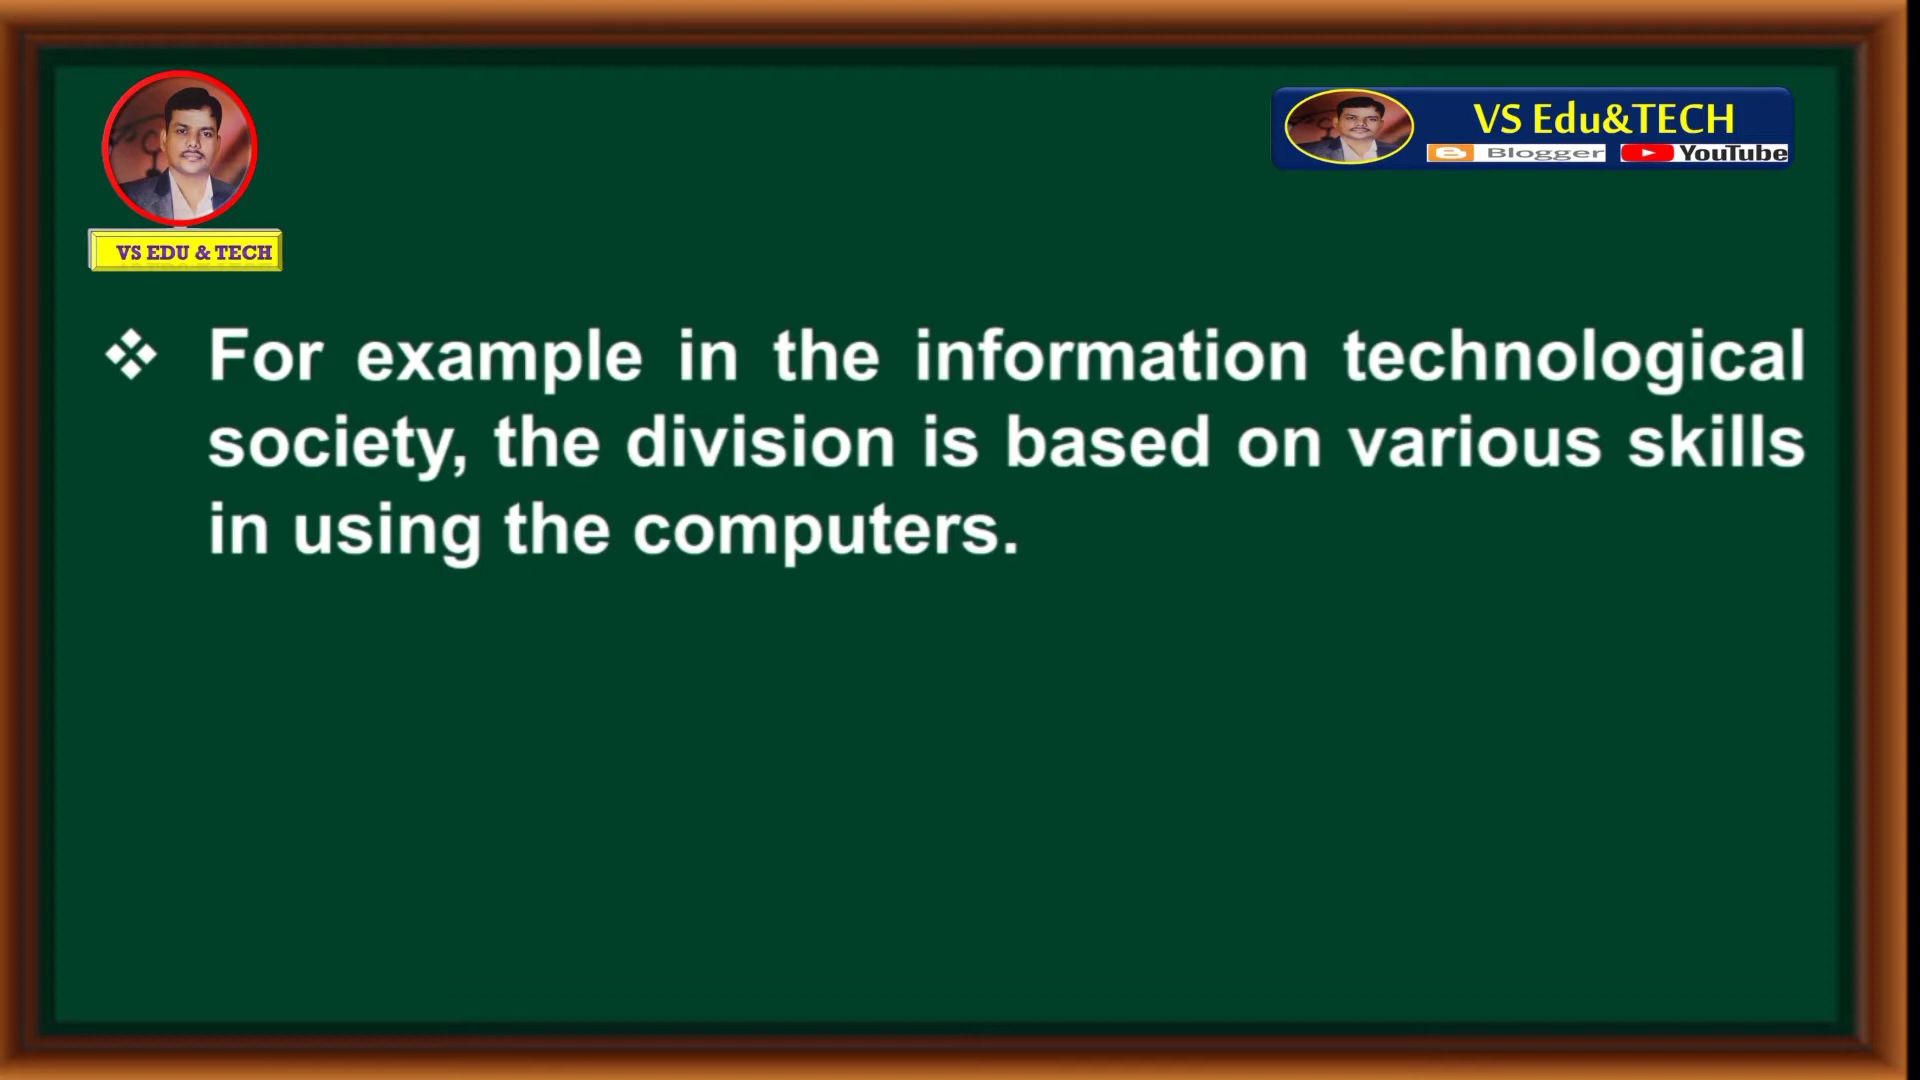 VS Edu&TECH
Blogger YouTube
VS EDU & TECH
❖ For example in the information technological
society, the division is based on various skills
in using the computers.